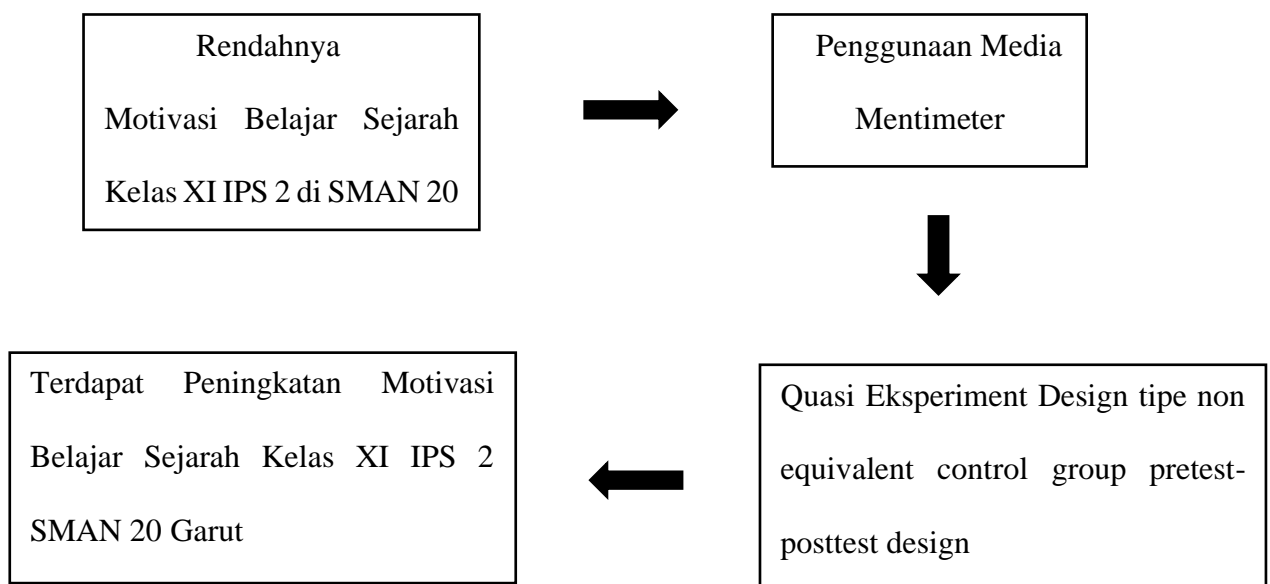 Rendahnya
Motivasi Belajar Sejarah
Kelas XI IPS 2 di SMAN 20
Penggunaan Media
Mentimeter
Quasi Eksperiment Design tipe non
equivalent control group pretest-
posttest design
Terdapat Peningkatan Motivasi
Belajar Sejarah Kelas XI IPS 2
SMAN 20 Garut